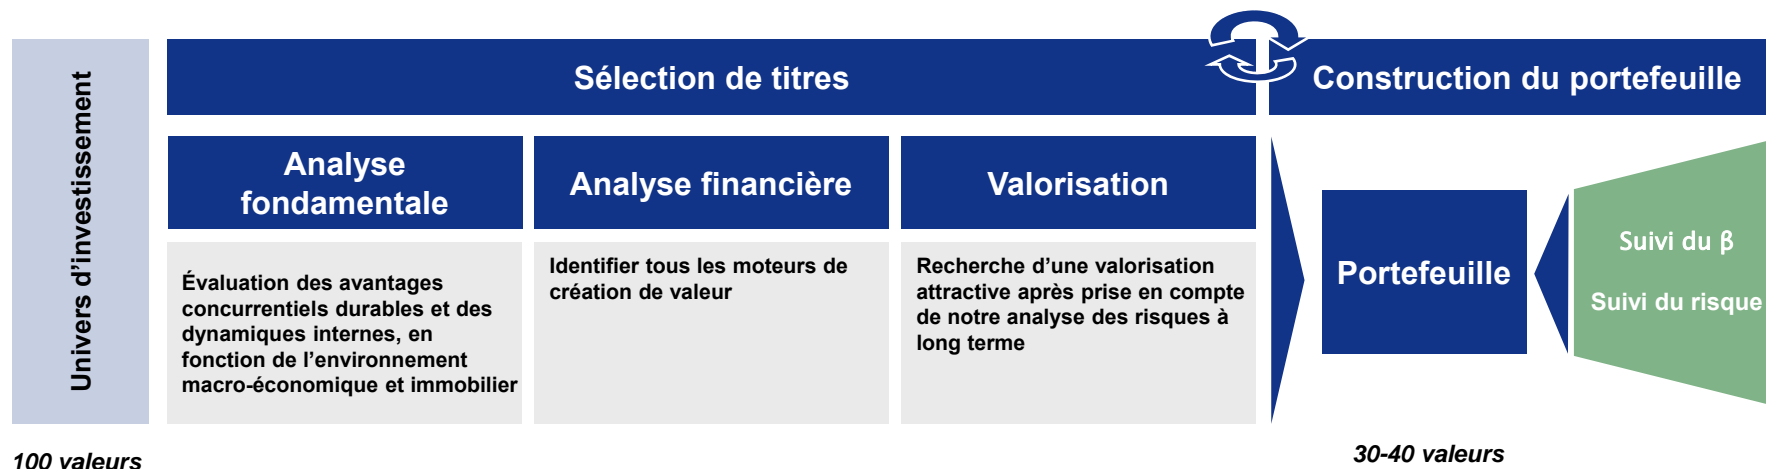 Univers d’investissement
Sélection de titres
Construction du portefeuille
Analyse
fondamentale
Analyse financière
Valorisation
Évaluation des avantages
concurrentiels durables et des
dynamiques internes, en
fonction de l’environnement
macro-économique et immobilier
Identifier tous les moteurs de
création de valeur
Recherche d’une valorisation
attractive après prise en compte
de notre analyse des risques à
long terme
Portefeuille
Suivi du β
Suivi du risque
100 valeurs
30-40 valeurs